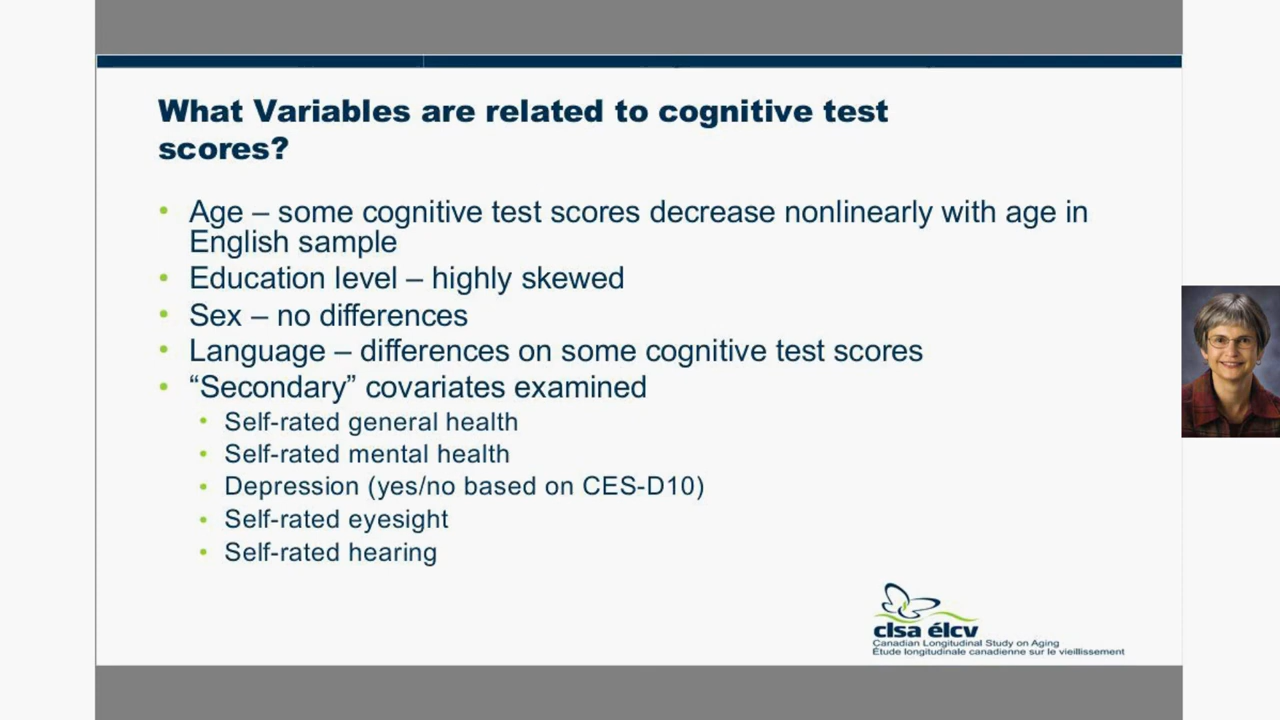 What Variables are related to cognitive test
scores?
• Age – some cognitive test scores decrease nonlinearly with age in
English sample
• Education level – highly skewed
• Sex – no differences
• Language – differences on some cognitive test scores
• “Secondary” covariates examined
• Self-rated general health
• Self-rated mental health
• Depression (yes/no based on CES-D10)
• Self-rated eyesight
• Self-rated hearing
clsa élcv
Canadian Longitudinal Study on Aging
Étude longitudinale canadienne sur le vieillissement